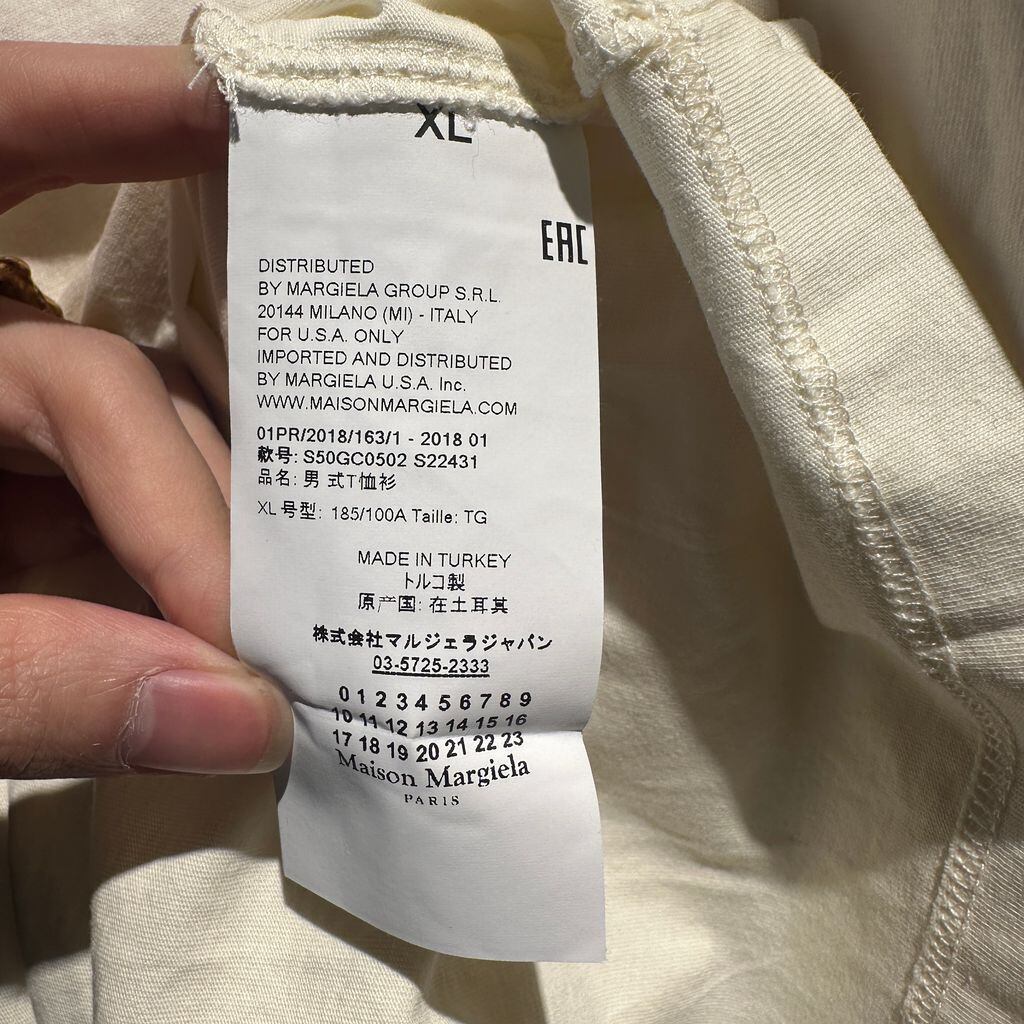 XL
EAC
DISTRIBUTED
BY MARGIELA GROUP S.R.L.
20144 MILANO (MI) - ITALY
FOR U.S.A. ONLY
IMPORTED AND DISTRIBUTED
BY MARGIELA U.S.A. Inc.
WWW.MAISONMARGIELA.COM
01PR/2018/163/1 - 2018 01
款号: S50GC0502 S22431
品名: 男 式T恤衫
XL 号型: 185/100A Taille: TG
MADE IN TURKEY
トルコ製
原产国: 在土耳其
株式会社マルジェラジャパン
03-5725-2333
0 1 2 3 4 5 6 7 8 9
10 11 12 13 14 15 16
17 18 19 20 21 22 23
Maison Margiela
PARIS